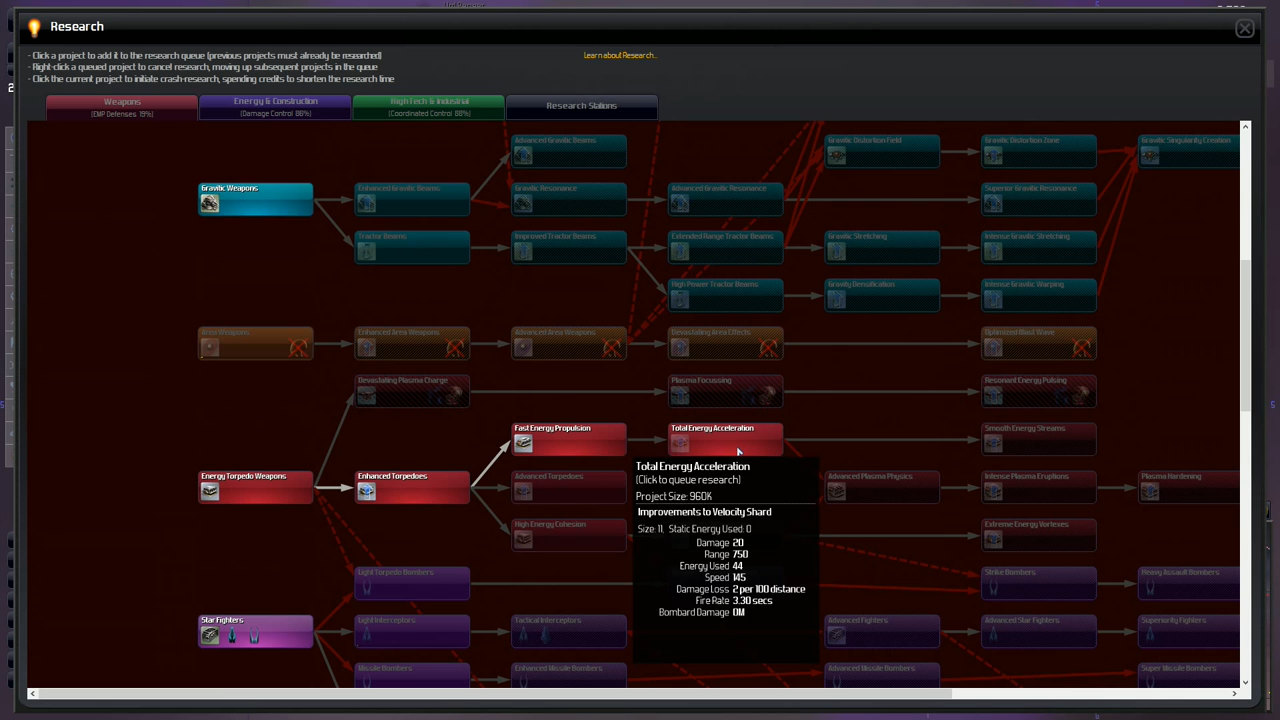 Research
- Click a project to add it to the research queue (previous projects must already be researched)
- Right-click a queued project to cancel research, moving up subsequent projects in the queue
- Click the current project to initiate crash-research, spending credits to shorten the research time
Learn about Research...
Weapons
(EMP Defenses 19%)
Energy & Construction
(Damage Control 86%)
HighTech & Industrial
(Coordinated Control 88%)
Research Stations
Advanced Gravitic Beams
Gravitic Distortion Field
Gravitic Distortion Zone
Gravitic Singularity Creation
Gravitic Weapons
Enhanced Gravitic Beams
Gravitic Resonance
Advanced Gravitic Resonance
Superior Gravitic Resonance
Tractor Beams
Improved Tractor Beams
Extended Range Tractor Beams
Gravitic Stretching
Intense Gravitic Stretching
High Power Tractor Beams
Gravity Densification
Intense Gravitic Warping
Area Weapons
Enhanced Area Weapons
Advanced Area Weapons
Devastating Area Effects
Optimized Blast Wave
Devastating Plasma Charge
Plasma Focussing
Resonant Energy Pulsing
Fast Energy Propulsion
Total Energy Acceleration
Smooth Energy Streams
Energy Torpedo Weapons
Enhanced Torpedoes
Advanced Torpedoes
Advanced Plasma Physics
Intense Plasma Eruptions
Plasma Hardening
High Energy Cohesion
Extreme Energy Vortexes
Total Energy Acceleration
(Click to queue research)
Project Size: 960K
Improvements to Velocity Shard
Size: 11, Static Energy Used: 0
Damage 20
Range 750
Energy Used 44
Speed 145
Damage Loss 2 per 100 distance
Fire Rate 3.30 secs
Bombard Damage 0M
Light Torpedo Bombers
Strike Bombers
Heavy Assault Bombers
Star Fighters
Light Interceptors
Tactical Interceptors
Advanced Fighters
Advanced Star Fighters
Superiority Fighters
Missile Bombers
Enhanced Missile Bombers
Advanced Missile Bombers
Super Missile Bombers